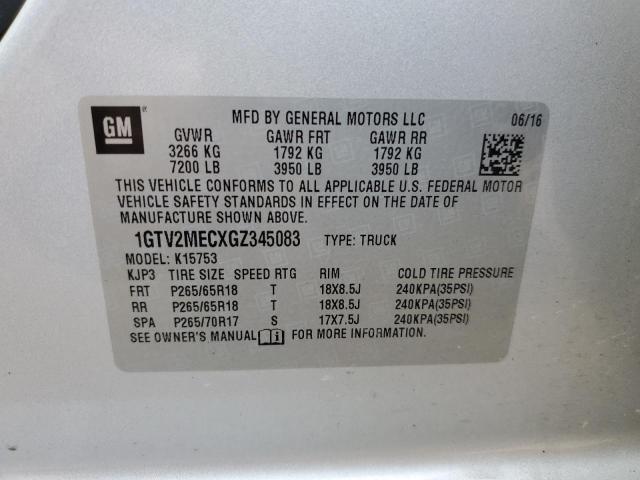 GM
MFD BY GENERAL MOTORS LLC 06/16
GVWR GAWR FRT GAWR RR
3266 KG 1792 KG 1792 KG
7200 LB 3950 LB 3950 LB
THIS VEHICLE CONFORMS TO ALL APPLICABLE U.S. FEDERAL MOTOR
VEHICLE SAFETY STANDARDS IN EFFECT ON THE DATE OF
MANUFACTURE SHOWN ABOVE.
1GTV2MECXGZ345083 TYPE: TRUCK
MODEL: K15753
KJP3 TIRE SIZE SPEED RTG RIM COLD TIRE PRESSURE
FRT P265/65R18 T 18X8.5J 240KPA(35PSI)
RR P265/65R18 T 18X8.5J 240KPA(35PSI)
SPA P265/70R17 S 17X7.5J 240KPA(35PSI)
SEE OWNER'S MANUAL i FOR MORE INFORMATION.